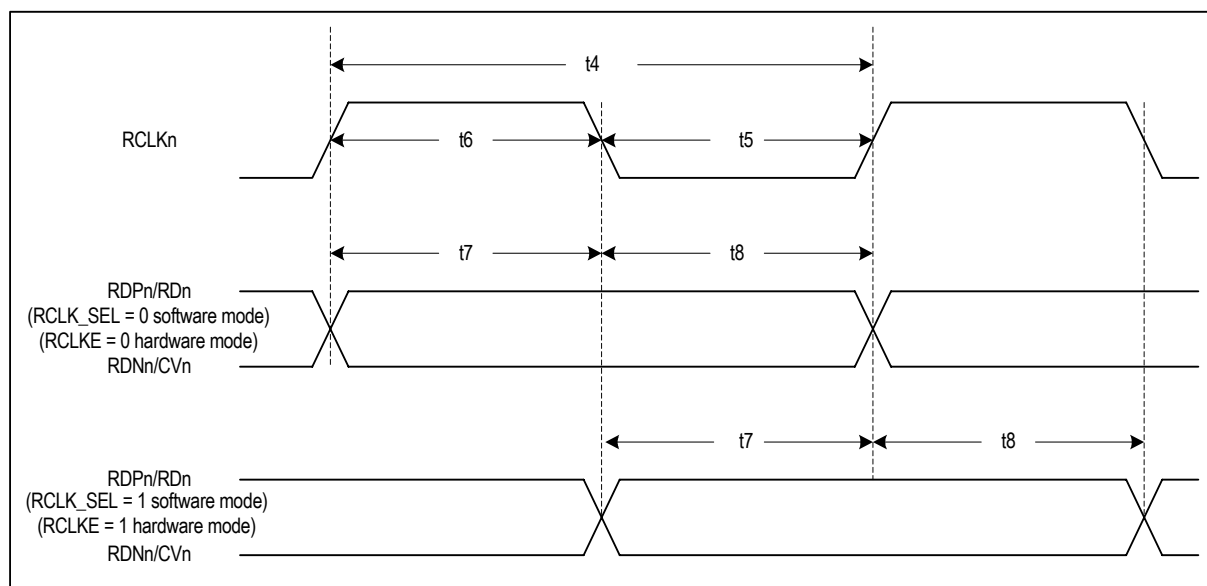 t4
RCLKn
t6
t5
t7
t8
RDPn/RDn
(RCLK_SEL = 0 software mode)
(RCLKE = 0 hardware mode)
RDNn/CVn
t7
t8
RDPn/RDn
(RCLK_SEL = 1 software mode)
(RCLKE = 1 hardware mode)
RDNn/CVn